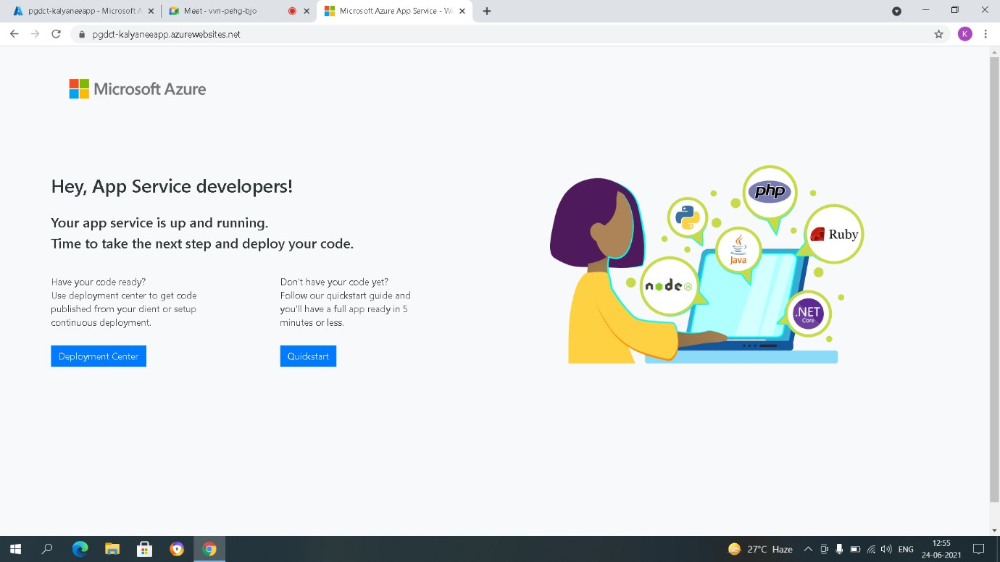 pgdct-kalyaneeapp - Microsoft A
Meet - vvn-pehg-bjo
Microsoft Azure App Service - We
pgdct-kalyaneeapp.azurewebsites.net
K
Microsoft Azure
Hey, App Service developers!
Your app service is up and running.
Time to take the next step and deploy your code.
Have your code ready?
Use deployment center to get code
published from your client or setup
continuous deployment.
Deployment Center
Don't have your code yet?
Follow our quickstart guide and
you'll have a full app ready in 5
minutes or less.
Quickstart
php
Ruby
Java
node
JS
.NET
Core
27°C Haze
ENG
12:55
24-06-2021